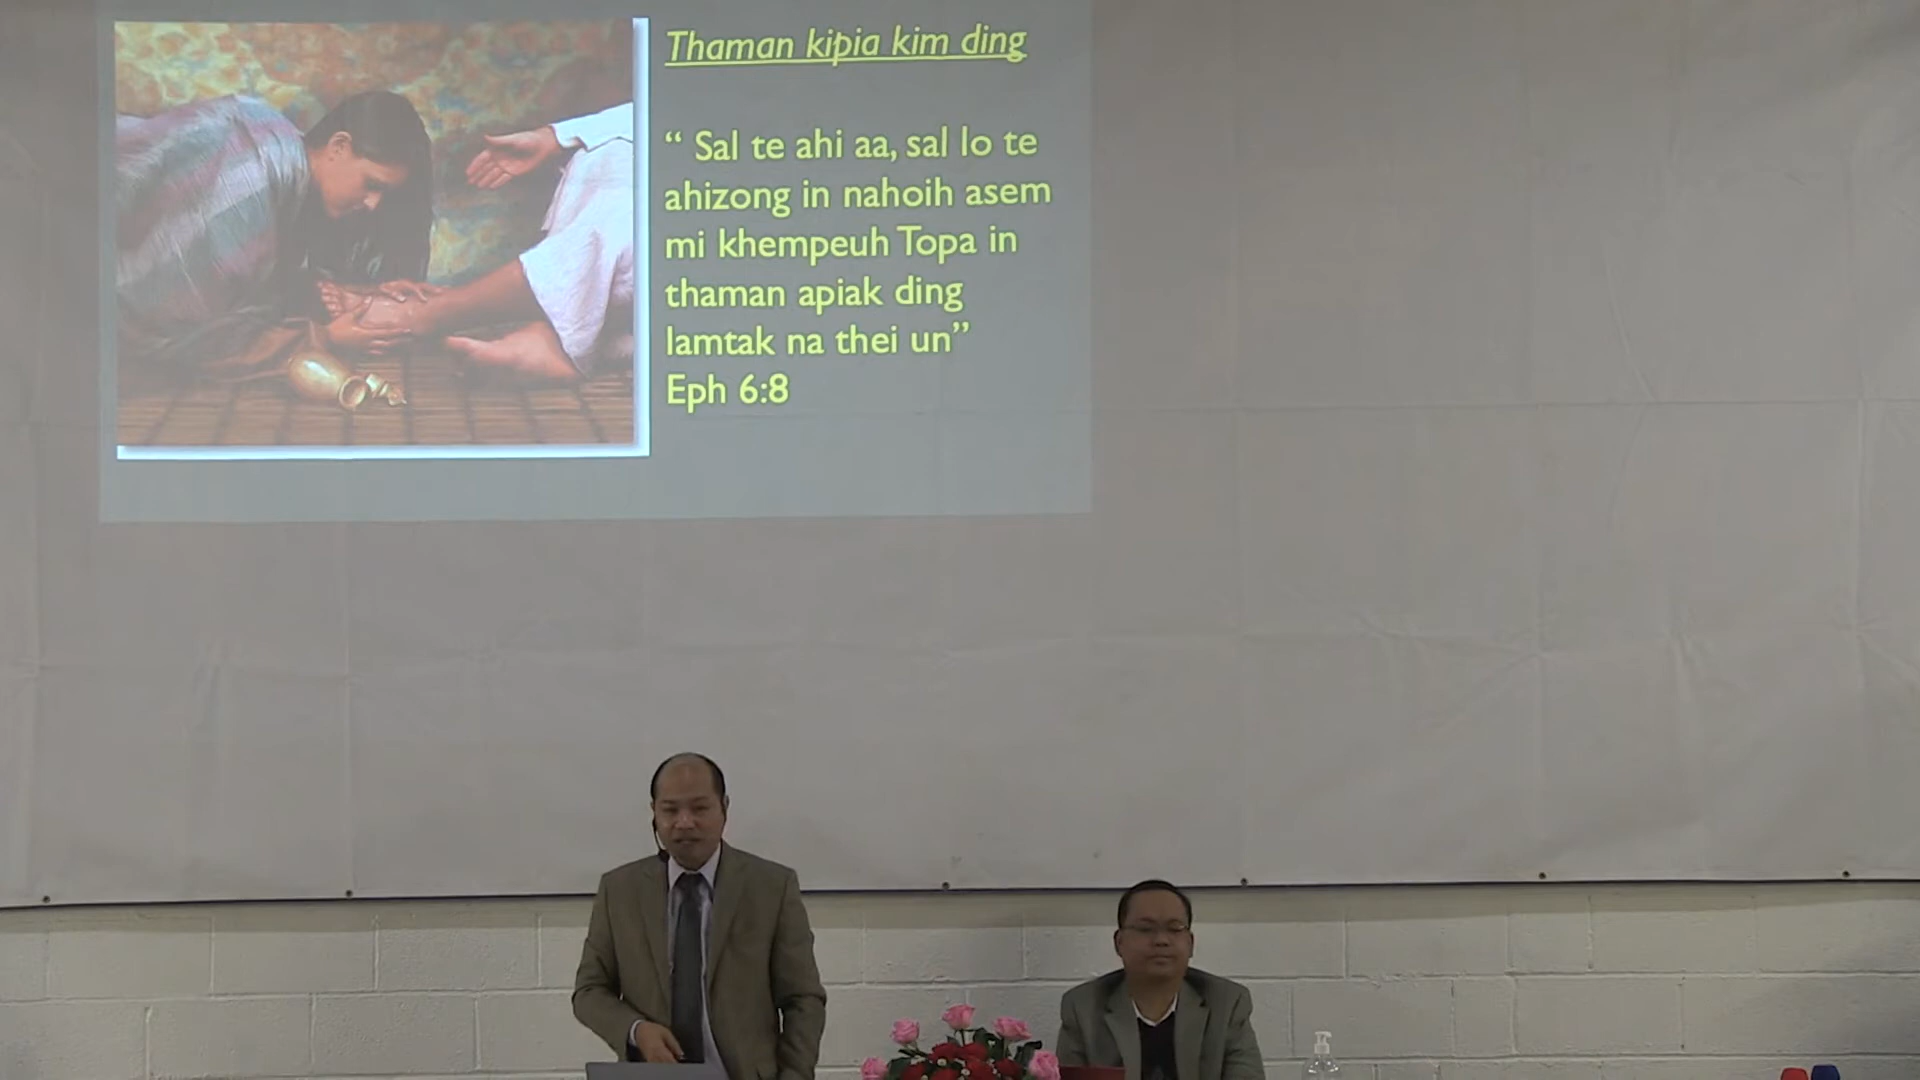 Thaman kipia kim ding
“ Sal te ahi aa, sal lo te
ahizong in nahoih asem
mi khempeuh Topa in
thaman apiak ding
lamtak na thei un”
Eph 6:8